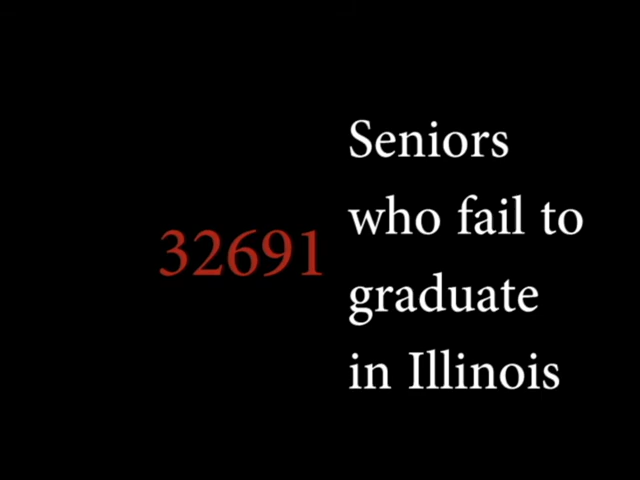 32691
Seniors
who fail to
graduate
in Illinois